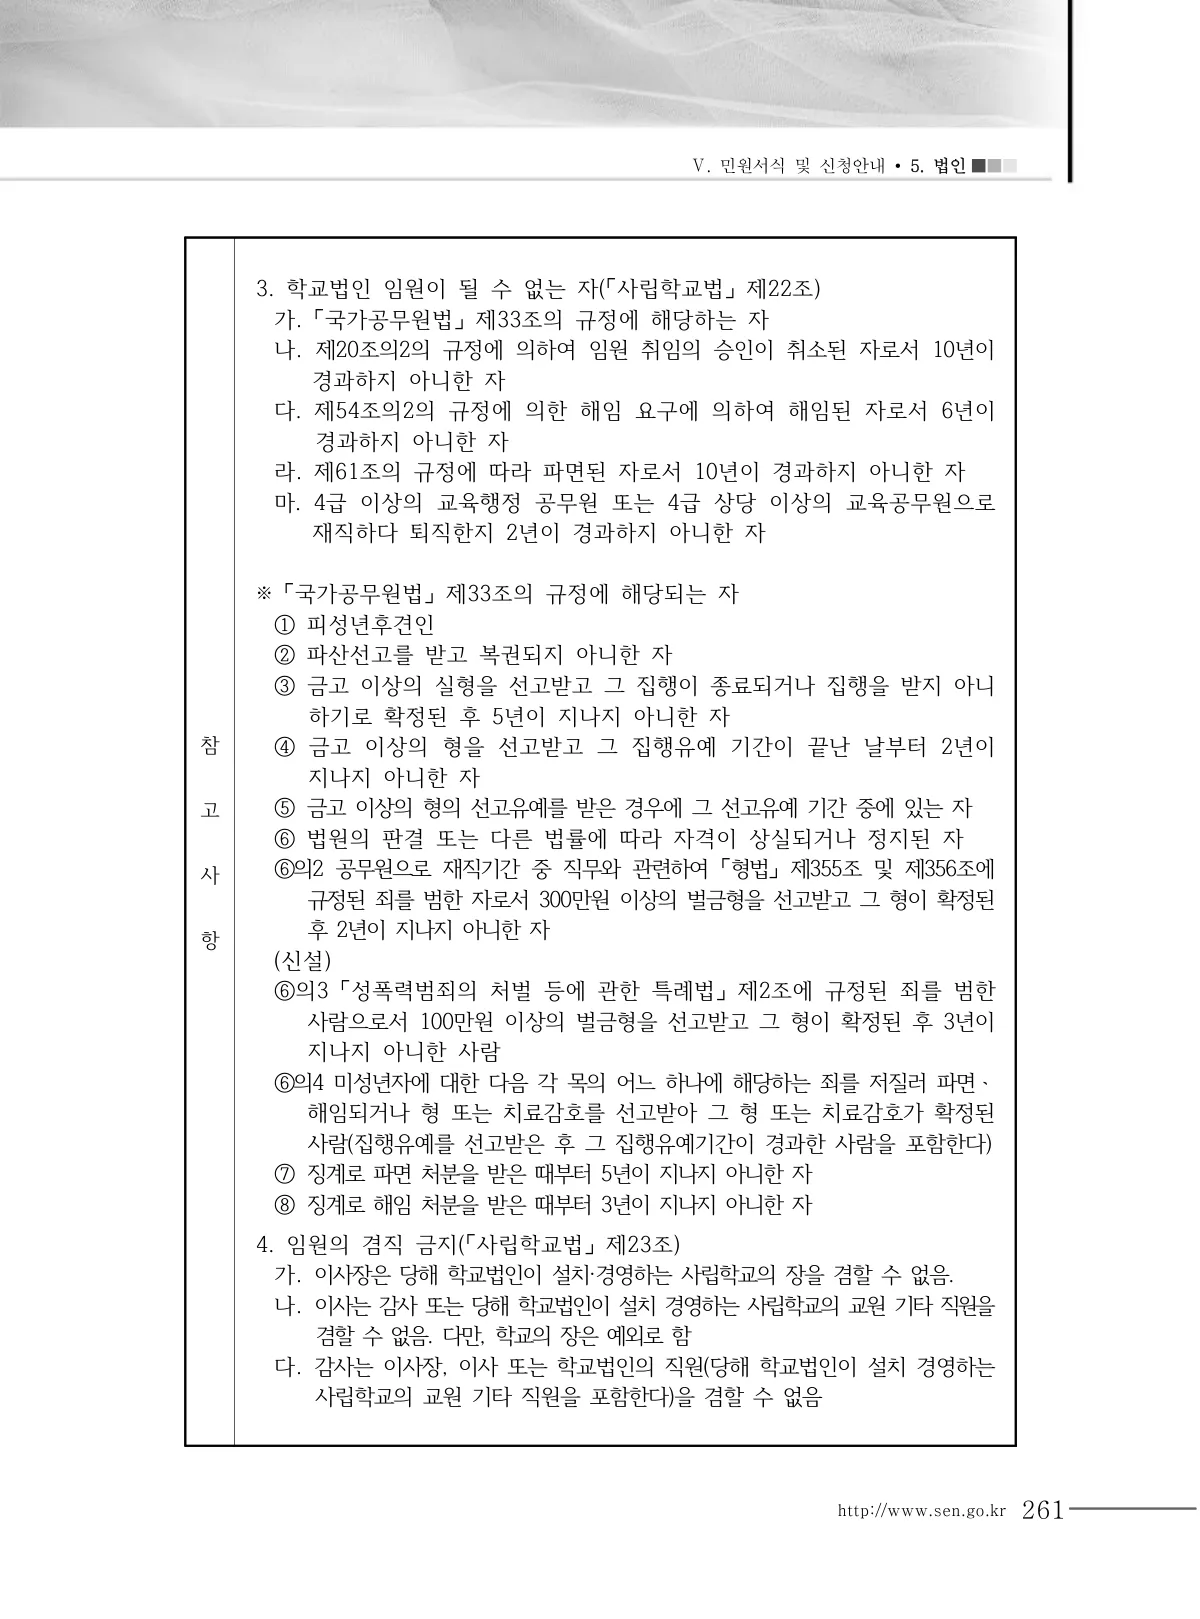 Ⅴ. 민원서식 및 신청안내 • 5. 법인
참
고
사
항
3. 학교법인 임원이 될 수 없는 자(「사립학교법」 제22조)
가.「국가공무원법」제33조의 규정에 해당하는 자
나. 제20조의2의 규정에 의하여 임원 취임의 승인이 취소된 자로서 10년이
경과하지 아니한 자
다. 제54조의2의 규정에 의한 해임 요구에 의하여 해임된 자로서 6년이
경과하지 아니한 자
라. 제61조의 규정에 따라 파면된 자로서 10년이 경과하지 아니한 자
마. 4급 이상의 교육행정 공무원 또는 4급 상당 이상의 교육공무원으로
재직하다 퇴직한지 2년이 경과하지 아니한 자
※「국가공무원법」제33조의 규정에 해당되는 자
① 피성년후견인
② 파산선고를 받고 복권되지 아니한 자
③ 금고 이상의 실형을 선고받고 그 집행이 종료되거나 집행을 받지 아니
하기로 확정된 후 5년이 지나지 아니한 자
④ 금고 이상의 형을 선고받고 그 집행유예 기간이 끝난 날부터 2년이
지나지 아니한 자
⑤ 금고 이상의 형의 선고유예를 받은 경우에 그 선고유예 기간 중에 있는 자
⑥ 법원의 판결 또는 다른 법률에 따라 자격이 상실되거나 정지된 자
⑥의2 공무원으로 재직기간 중 직무와 관련하여「형법」제355조 및 제356조에
규정된 죄를 범한 자로서 300만원 이상의 벌금형을 선고받고 그 형이 확정된
후 2년이 지나지 아니한 자
(신설)
⑥의3「성폭력범죄의 처벌 등에 관한 특례법」제2조에 규정된 죄를 범한
사람으로서 100만원 이상의 벌금형을 선고받고 그 형이 확정된 후 3년이
지나지 아니한 사람
⑥의4 미성년자에 대한 다음 각 목의 어느 하나에 해당하는 죄를 저질러 파면、
해임되거나 형 또는 치료감호를 선고받아 그 형 또는 치료감호가 확정된
사람(집행유예를 선고받은 후 그 집행유예기간이 경과한 사람을 포함한다)
⑦ 징계로 파면 처분을 받은 때부터 5년이 지나지 아니한 자
⑧ 징계로 해임 처분을 받은 때부터 3년이 지나지 아니한 자
4. 임원의 겸직 금지(「사립학교법」제23조)
가. 이사장은 당해 학교법인이 설치·경영하는 사립학교의 장을 겸할 수 없음.
나. 이사는 감사 또는 당해 학교법인이 설치 경영하는 사립학교의 교원 기타 직원을
겸할 수 없음. 다만, 학교의 장은 예외로 함
다. 감사는 이사장, 이사 또는 학교법인의 직원(당해 학교법인이 설치 경영하는
사립학교의 교원 기타 직원을 포함한다)을 겸할 수 없음
http://www.sen.go.kr 261